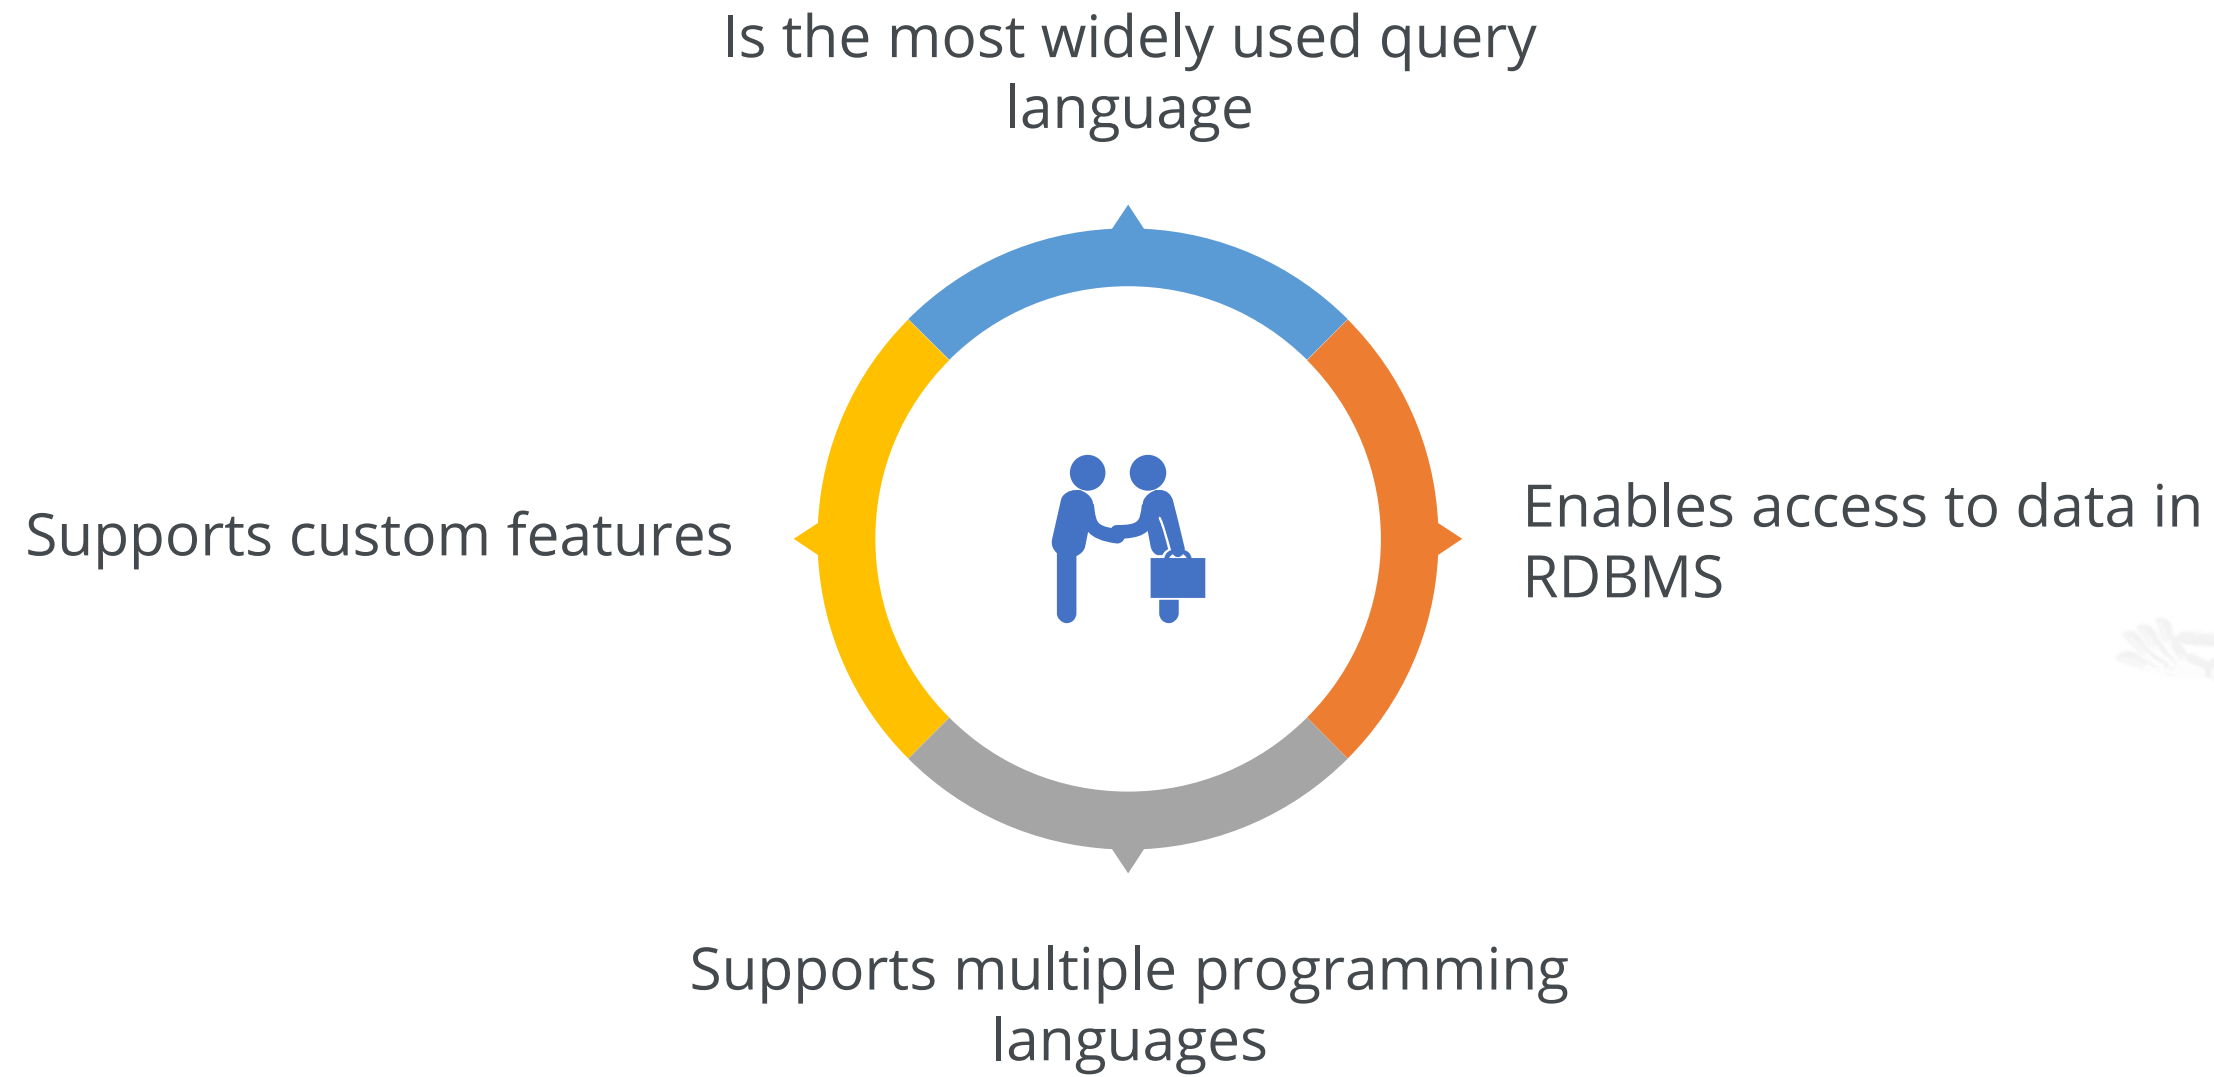 Is the most widely used query
language
Supports custom features
Enables access to data in
RDBMS
Supports multiple programming
languages